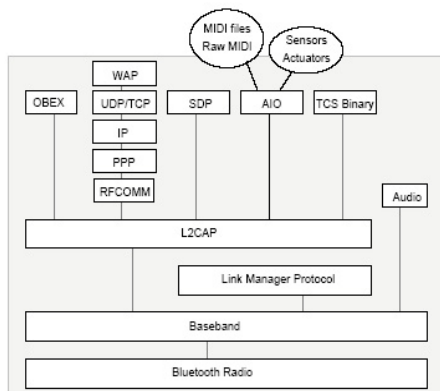 MIDI files
Raw MIDI
Sensors
Actuators
WAP
OBEX
UDP/TCP
SDP
AIO
TCS Binary
IP
PPP
RFCOMM
Audio
L2CAP
Link Manager Protocol
Baseband
Bluetooth Radio